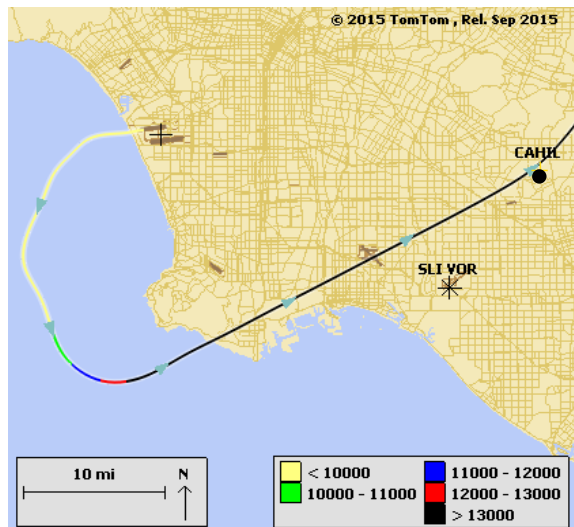 © 2015 TomTom , Rel. Sep 2015
CAHIL
SLI VOR
10 mi
N
< 10000
11000 - 12000
10000 - 11000
12000 - 13000
> 13000